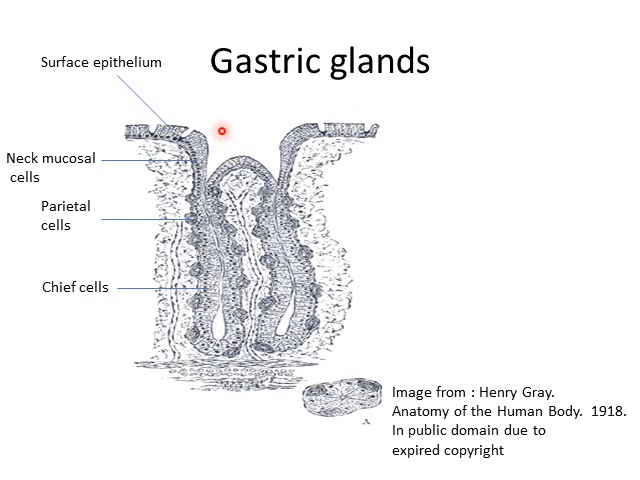 Gastric glands
Surface epithelium
Neck mucosal
cells
Parietal
cells
Chief cells
Image from : Henry Gray.
Anatomy of the Human Body. 1918.
In public domain due to
expired copyright
A